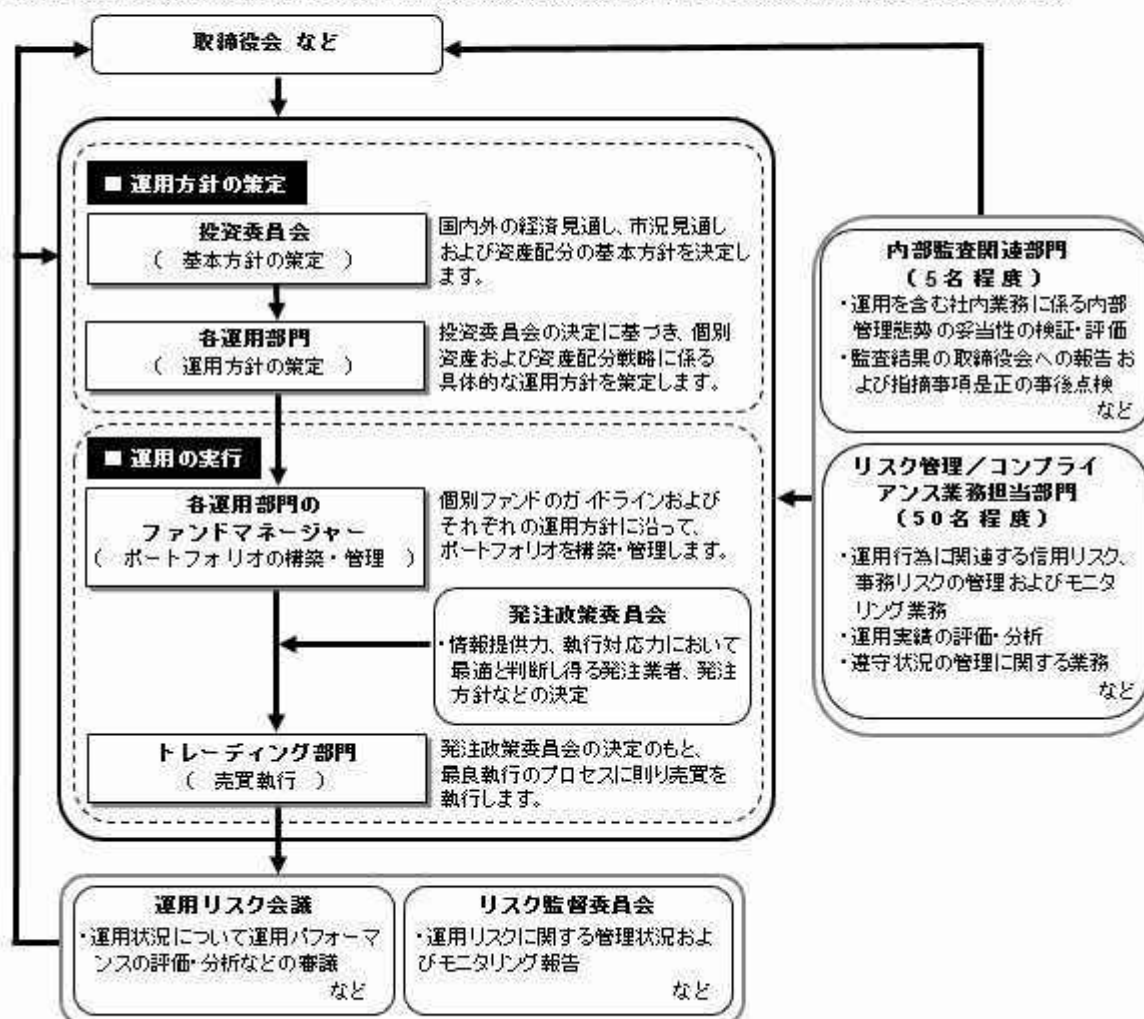 取締役会 など
■ 運用方針の策定
投資委員会
( 基本方針の策定 )
国内外の経済見通し、市況見通し
および資産配分の基本方針を決定し
ます。
各運用部門
( 運用方針の策定 )
投資委員会の決定に基づき、個別
資産および資産配分戦略に係る
具体的な運用方針を策定します。
■ 運用の実行
各運用部門の
ファンドマネージャー
( ポートフォリオの構築・管理 )
個別ファンドのガイドラインおよび
それぞれの運用方針に沿って、
ポートフォリオを構築・管理します。
発注政策委員会
・情報提供力、執行対応力において
最適と判断し得る発注業者、発注
方針などの決定
トレーディング部門
( 売買執行 )
発注政策委員会の決定のもと、
最良執行のプロセスに則り売買を
執行します。
内部監査関連部門
(5名程度)
・運用を含む社内業務に係る内部
管理態勢の妥当性の検証・評価
・監査結果の取締役会への報告お
よび指摘事項是正の事後点検
など
リスク管理/コンプライ
アンス業務担当部門
(50名程度)
・運用行為に関連する信用リスク、
事務リスクの管理およびモニタ
リング業務
・運用実績の評価・分析
・遵守状況の管理に関する業務
など
運用リスク会議
・運用状況について運用パフォーマ
ンスの評価・分析などの審議
など
リスク監督委員会
・運用リスクに関する管理状況およ
びモニタリング報告
など